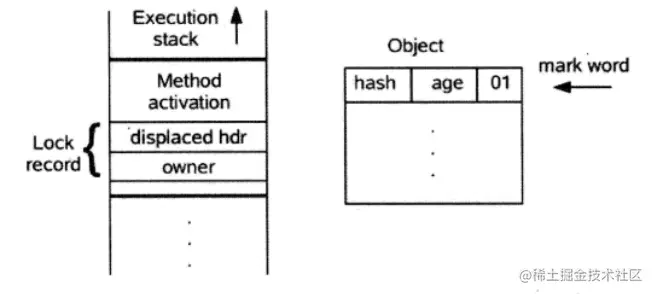 Execution
stack
Method
activation
Lock
record
displaced hdr
owner
.
.
.
Object
hash
age
01
mark word
.
.
.
@稀土掘金技术社区